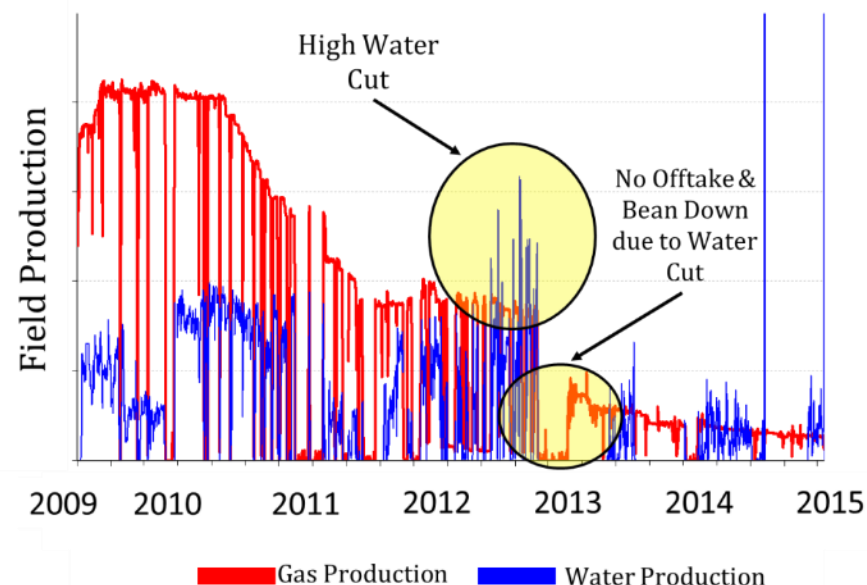 High Water
Cut
No Offtake &
Bean Down
due to Water
Cut
Field Production
2009 2010 2011 2012 2013 2014 2015
Gas Production Water Production